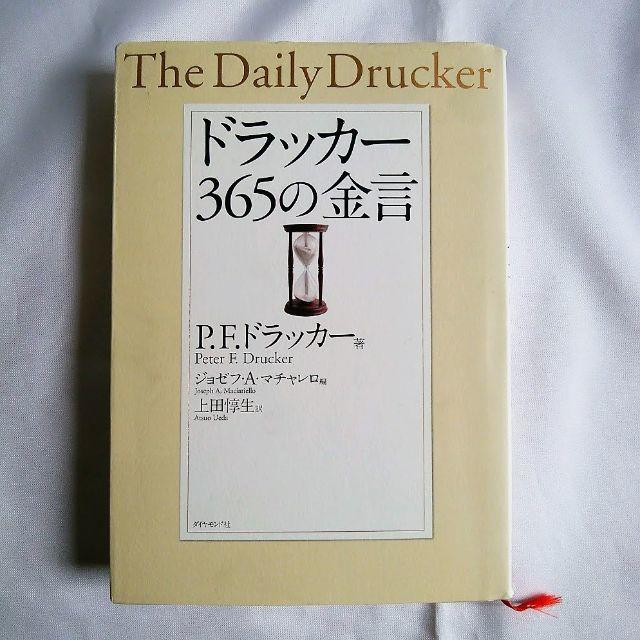 The Daily Drucker
ドラッカー
365の金言
P.F.ドラッカー 著
Peter F. Drucker
ジョゼフ・A・マチャレロ 編
Joseph A. Maciariello
上田惇生 訳
Atsuo Ueda
ダイヤモンド社